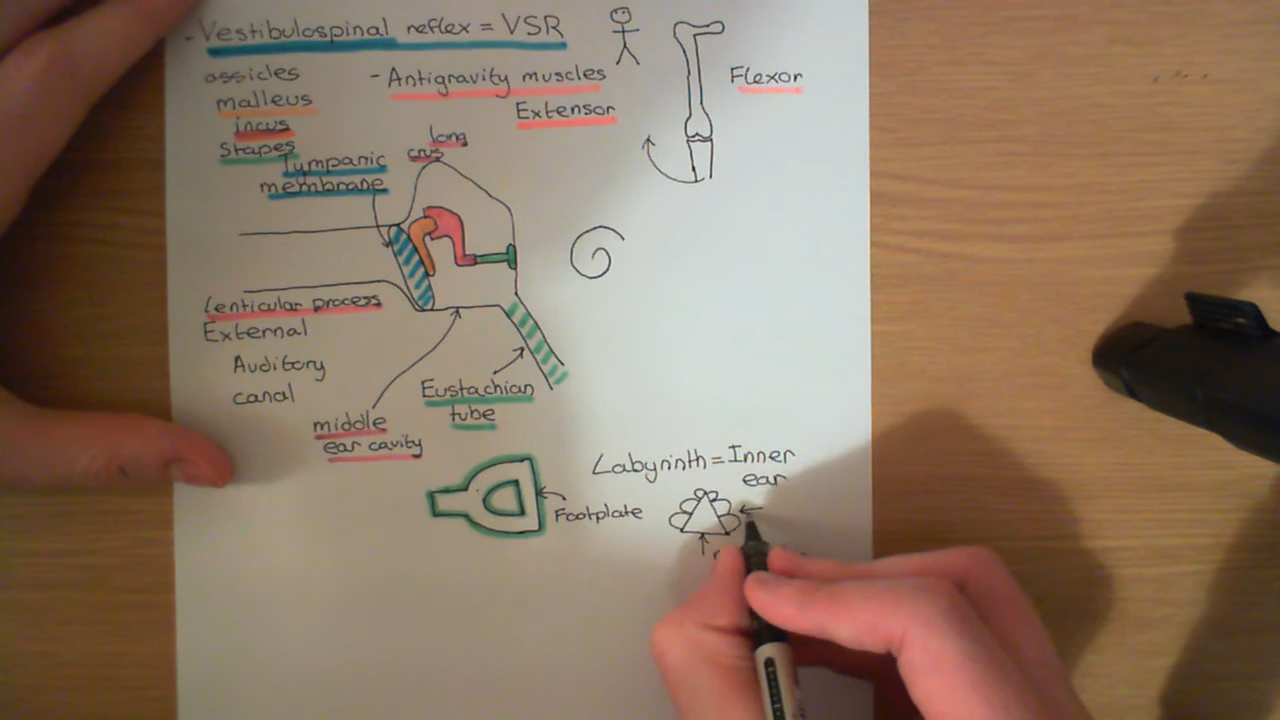 -Vestibulospinal reflex = VSR
assicles
malleus
incus
Stapes
- Antigravity muscles
Extensor
Flexor
long
crus
Tympanic
membrane
lenticular process
External
Auditory
canal
middle
ear cavity
Eustachian
tube
Footplate
Labyrinth = Inner
ear